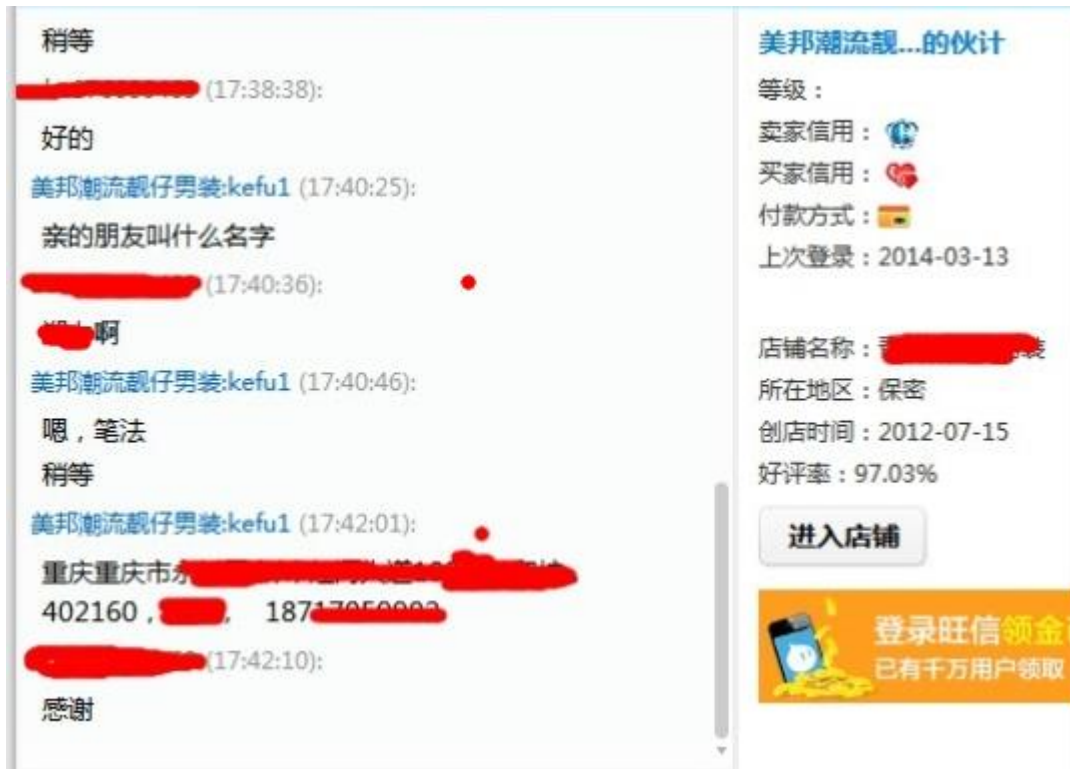 稍等
(17:38:38):
好的
美邦潮流靓仔男装:kefu1 (17:40:25):
亲的朋友叫什么名字
(17:40:36):
啊
美邦潮流靓仔男装:kefu1 (17:40:46):
嗯，笔法
稍等
美邦潮流靓仔男装:kefu1 (17:42:01):
重庆重庆市
402160，
(17:42:10):
感谢
美邦潮流靓...的伙计
等级：
卖家信用：
买家信用：
付款方式：
上次登录：2014-03-13
店铺名称：
所在地区：保密
创店时间：2012-07-15
好评率：97.03%
进入店铺
登录旺信领金
已有千万用户领取